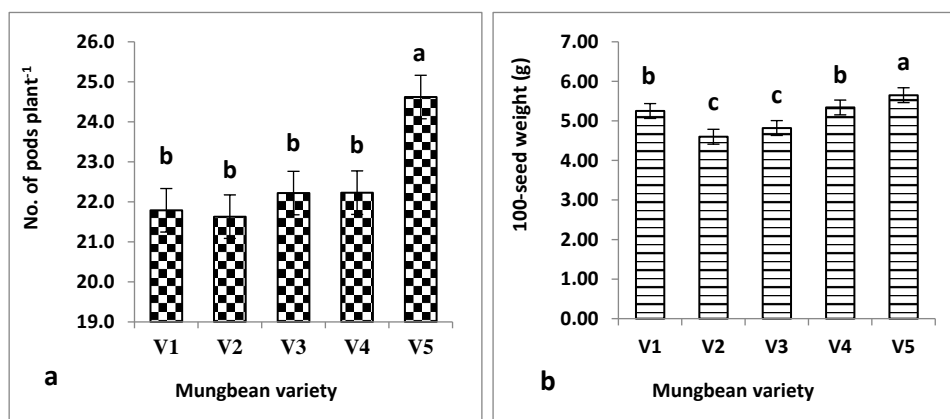 No. of pods plant-1
26.0
25.0
24.0
23.0
22.0
21.0
20.0
19.0
b b b b a
V1 V2 V3 V4 V5
a
Mungbean variety
100-seed weight (g)
7.00
6.00
5.00
4.00
3.00
2.00
1.00
0.00
b c c b a
V1 V2 V3 V4 V5
b
Mungbean variety